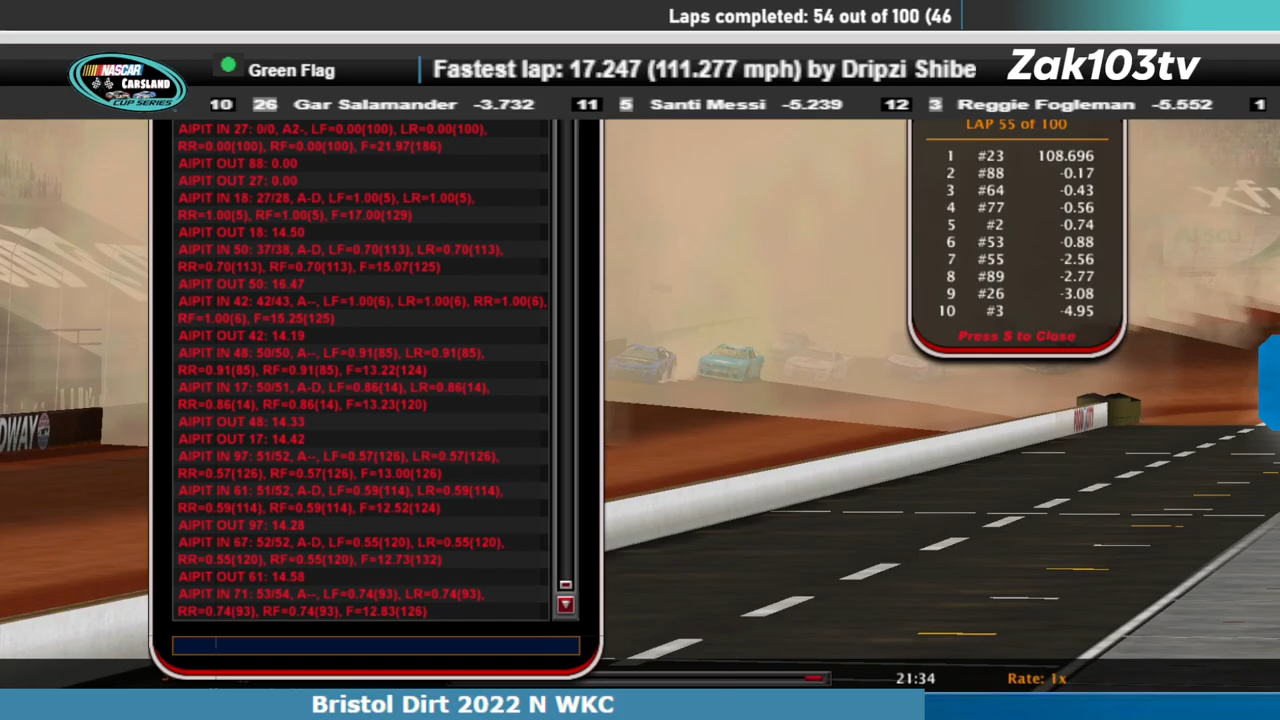 Laps completed: 54 out of 100 (46
NASCAR
CARSLAND
CUP SERIES
Green Flag
Fastest lap: 17.247 (111.277 mph) by Dripzi Shibe
Zak103tv
10 26 Gar Salamander -3.732 11 5 Santi Messi -5.239 12 3 Reggie Fogleman -5.552 1
AIPIT IN 27: 0/0, A2-, LF=0.00(100), LR=0.00(100),
RR=0.00(100), RF=0.00(100), F=21.97(186)
AIPIT OUT 88: 0.00
AIPIT OUT 27: 0.00
AIPIT IN 18: 27/28, A-D, LF=1.00(5), LR=1.00(5),
RR=1.00(5), RF=1.00(5), F=17.00(129)
AIPIT OUT 18: 14.50
AIPIT IN 50: 37/38, A-D, LF=0.70(113), LR=0.70(113),
RR=0.70(113), RF=0.70(113), F=15.07(125)
AIPIT OUT 50: 16.47
AIPIT IN 42: 42/43, A--, LF=1.00(6), LR=1.00(6), RR=1.00(6),
RF=1.00(6), F=15.25(125)
AIPIT OUT 42: 14.19
AIPIT IN 48: 50/50, A--, LF=0.91(85), LR=0.91(85),
RR=0.91(85), RF=0.91(85), F=13.22(124)
AIPIT IN 17: 50/51, A-D, LF=0.86(14), LR=0.86(14),
RR=0.86(14), RF=0.86(14), F=13.23(120)
AIPIT OUT 48: 14.33
AIPIT OUT 17: 14.42
AIPIT IN 97: 51/52, A--, LF=0.57(126), LR=0.57(126),
RR=0.57(126), RF=0.57(126), F=13.00(126)
AIPIT IN 61: 51/52, A-D, LF=0.59(114), LR=0.59(114),
RR=0.59(114), RF=0.59(114), F=12.52(124)
AIPIT OUT 97: 14.28
AIPIT IN 67: 52/52, A-D, LF=0.55(120), LR=0.55(120),
RR=0.55(120), RF=0.55(120), F=12.73(132)
AIPIT OUT 61: 14.58
AIPIT IN 71: 53/54, A--, LF=0.74(93), LR=0.74(93),
RR=0.74(93), RF=0.74(93), F=12.83(126)
LAP 55 of 100
1 #23 108.696
2 #88 -0.17
3 #64 -0.43
4 #77 -0.56
5 #2 -0.74
6 #53 -0.88
7 #55 -2.56
8 #89 -2.77
9 #26 -3.08
10 #3 -4.95
Press S to Close
DWAY
FOOD CITY
21:34
Rate: 1x
Bristol Dirt 2022 N WKC